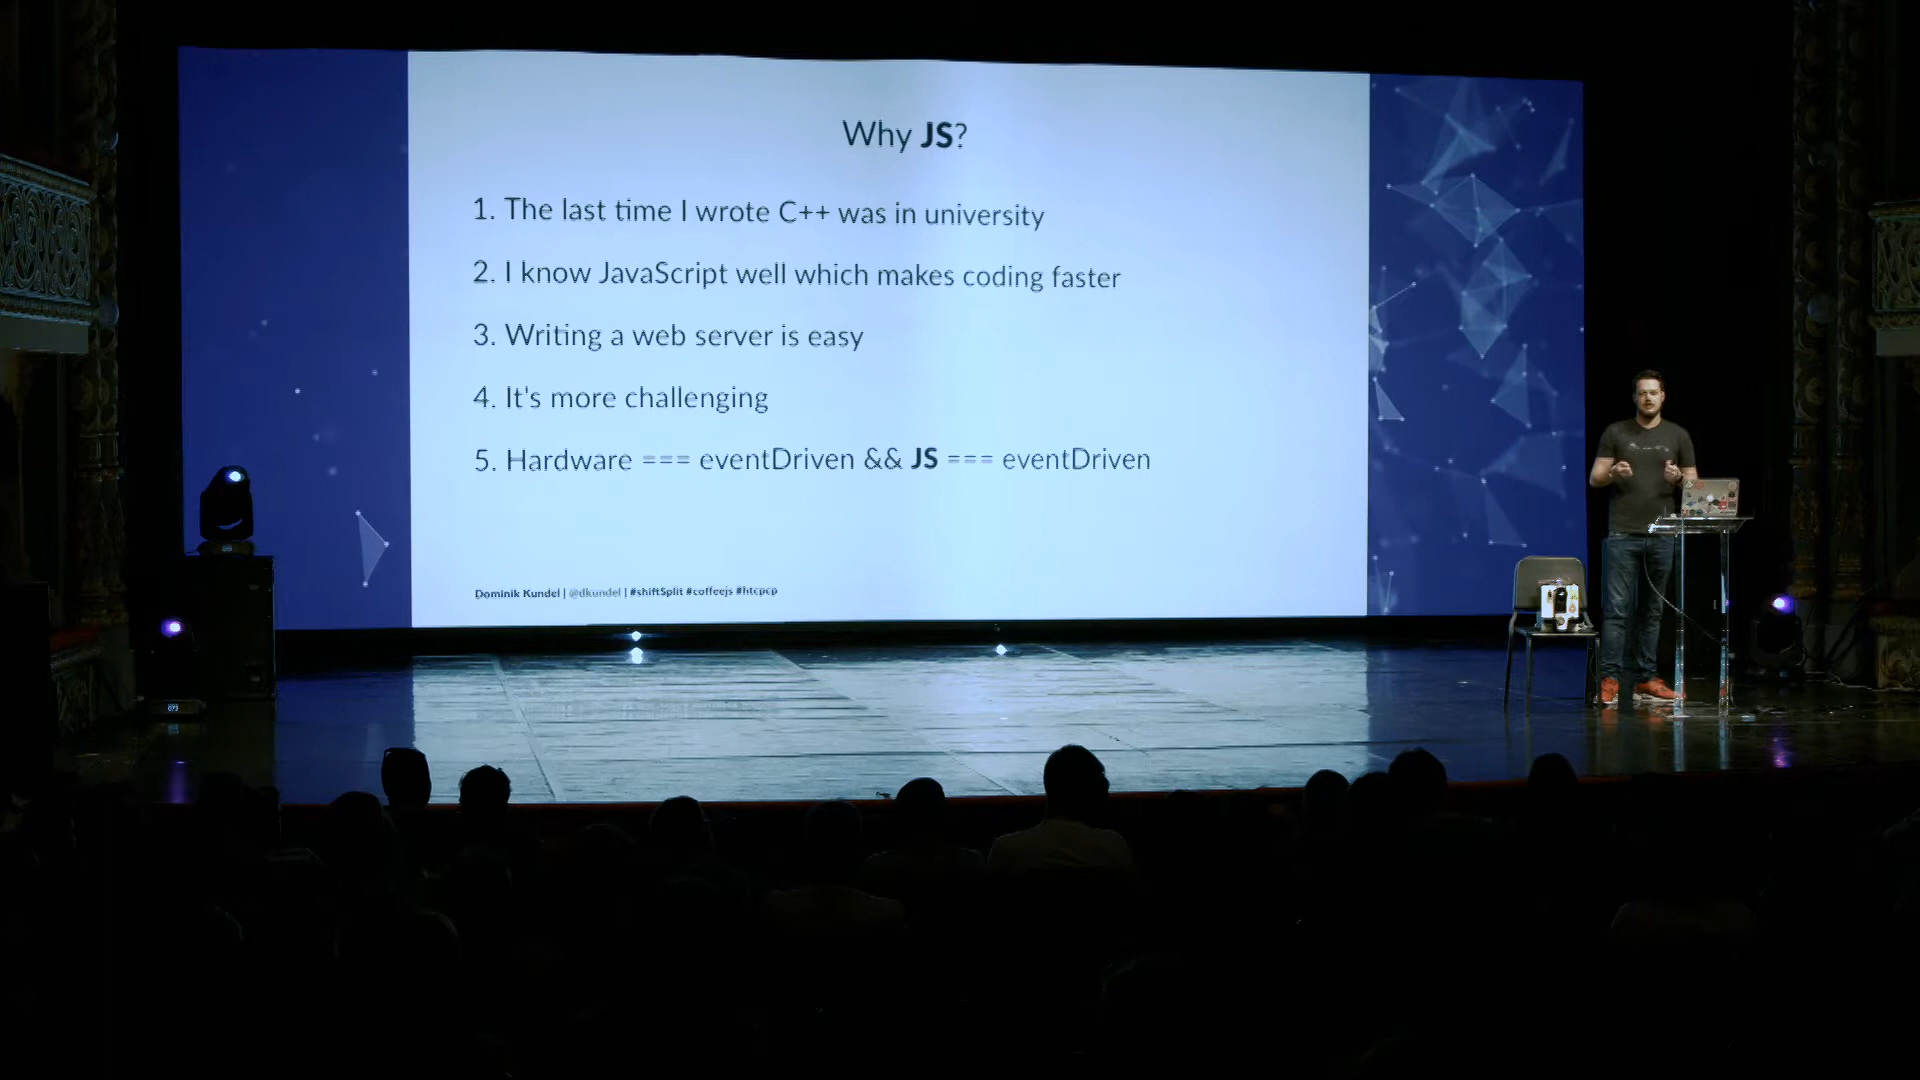 Why JS?
1. The last time I wrote C++ was in university
2. I know JavaScript well which makes coding faster
3. Writing a web server is easy
4. It's more challenging
5. Hardware === eventDriven && JS === eventDriven
Dominik Kundel | @dkundel | #shiftSplit #coffeejs #htcpcp